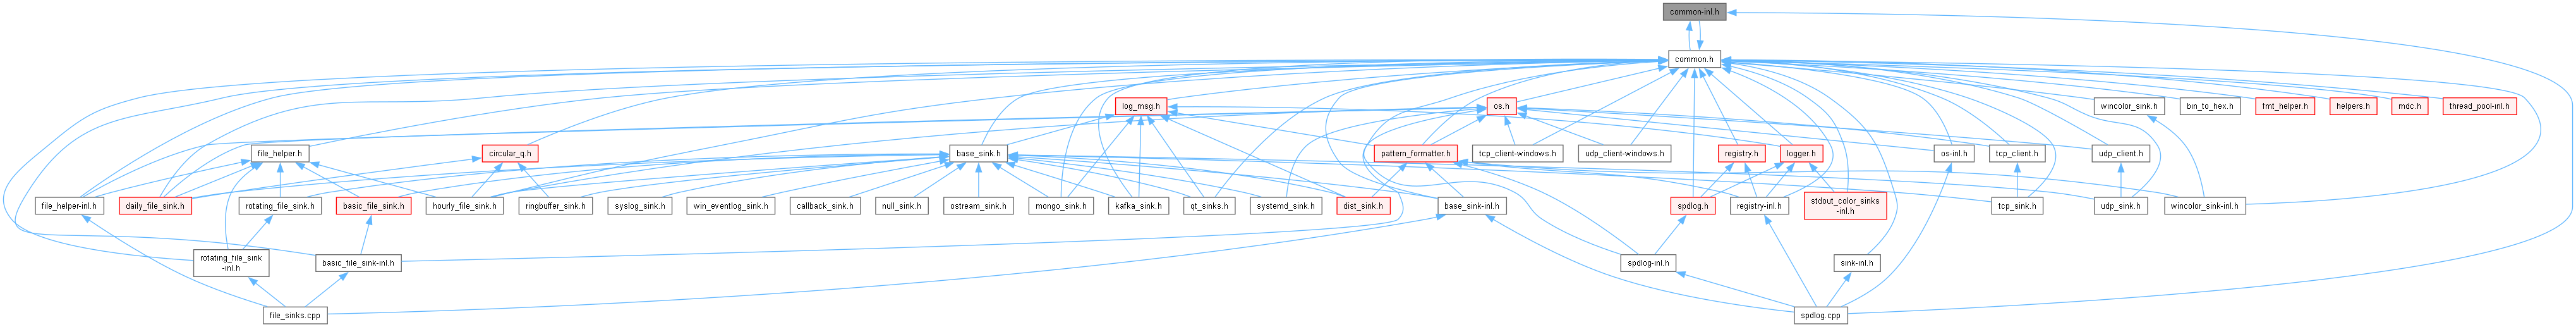 common-inl.h
common.h
log_msg.h
os.h
wincolor_sink.h
bin_to_hex.h
fmt_helper.h
helpers.h
mdc.h
thread_pool-inl.h
file_helper.h
circular_q.h
base_sink.h
pattern_formatter.h
tcp_client-windows.h
udp_client-windows.h
registry.h
logger.h
os-inl.h
tcp_client.h
udp_client.h
file_helper-inl.h
daily_file_sink.h
rotating_file_sink.h
basic_file_sink.h
hourly_file_sink.h
ringbuffer_sink.h
syslog_sink.h
win_eventlog_sink.h
callback_sink.h
null_sink.h
ostream_sink.h
mongo_sink.h
kafka_sink.h
qt_sinks.h
systemd_sink.h
dist_sink.h
base_sink-inl.h
spdlog.h
registry-inl.h
stdout_color_sinks
-inl.h
tcp_sink.h
udp_sink.h
wincolor_sink-inl.h
rotating_file_sink
-inl.h
basic_file_sink-inl.h
spdlog-inl.h
sink-inl.h
file_sinks.cpp
spdlog.cpp